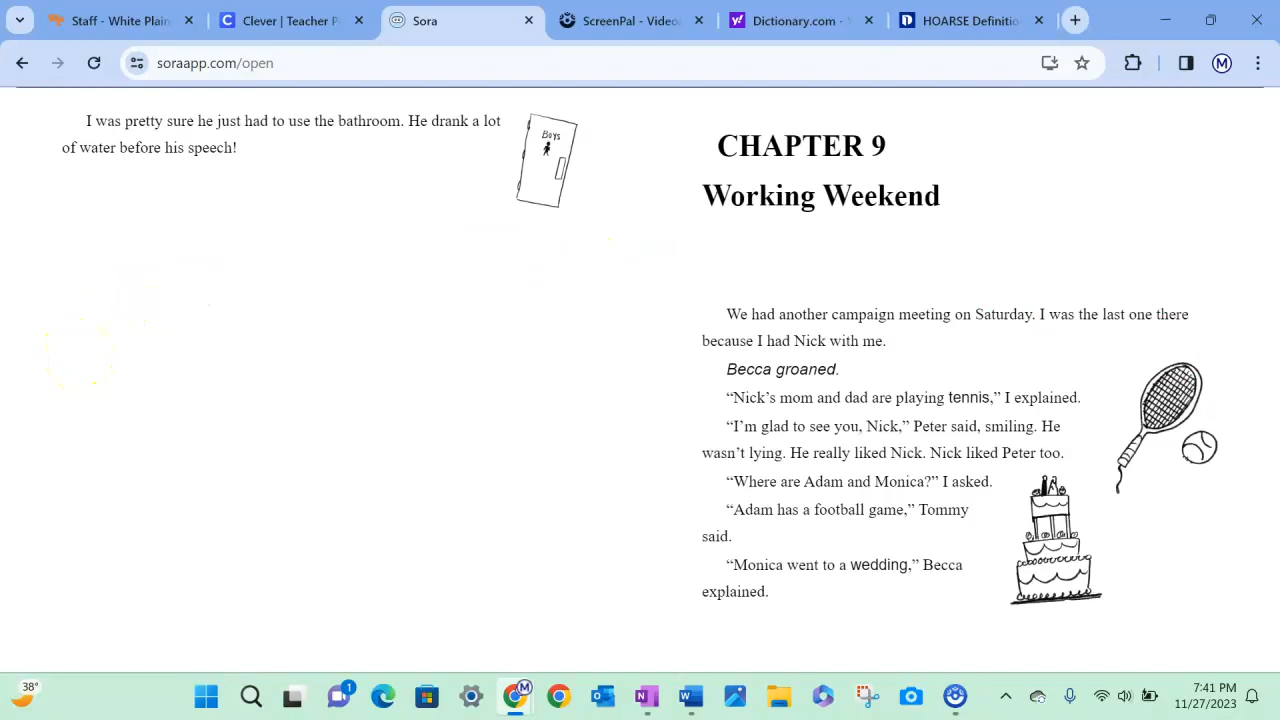 Staff - White Plain
Clever | Teacher P
Sora
ScreenPal - Video
Dictionary.com -
HOARSE Definitio
soraapp.com/open
M
I was pretty sure he just had to use the bathroom. He drank a lot
of water before his speech!
Boys
CHAPTER 9
Working Weekend
We had another campaign meeting on Saturday. I was the last one there
because I had Nick with me.
Becca groaned.
“Nick’s mom and dad are playing tennis,” I explained.
“I’m glad to see you, Nick,” Peter said, smiling. He
wasn’t lying. He really liked Nick. Nick liked Peter too.
“Where are Adam and Monica?” I asked.
“Adam has a football game,” Tommy
said.
“Monica went to a wedding,” Becca
explained.
38°
1
M
7:41 PM
11/27/2023